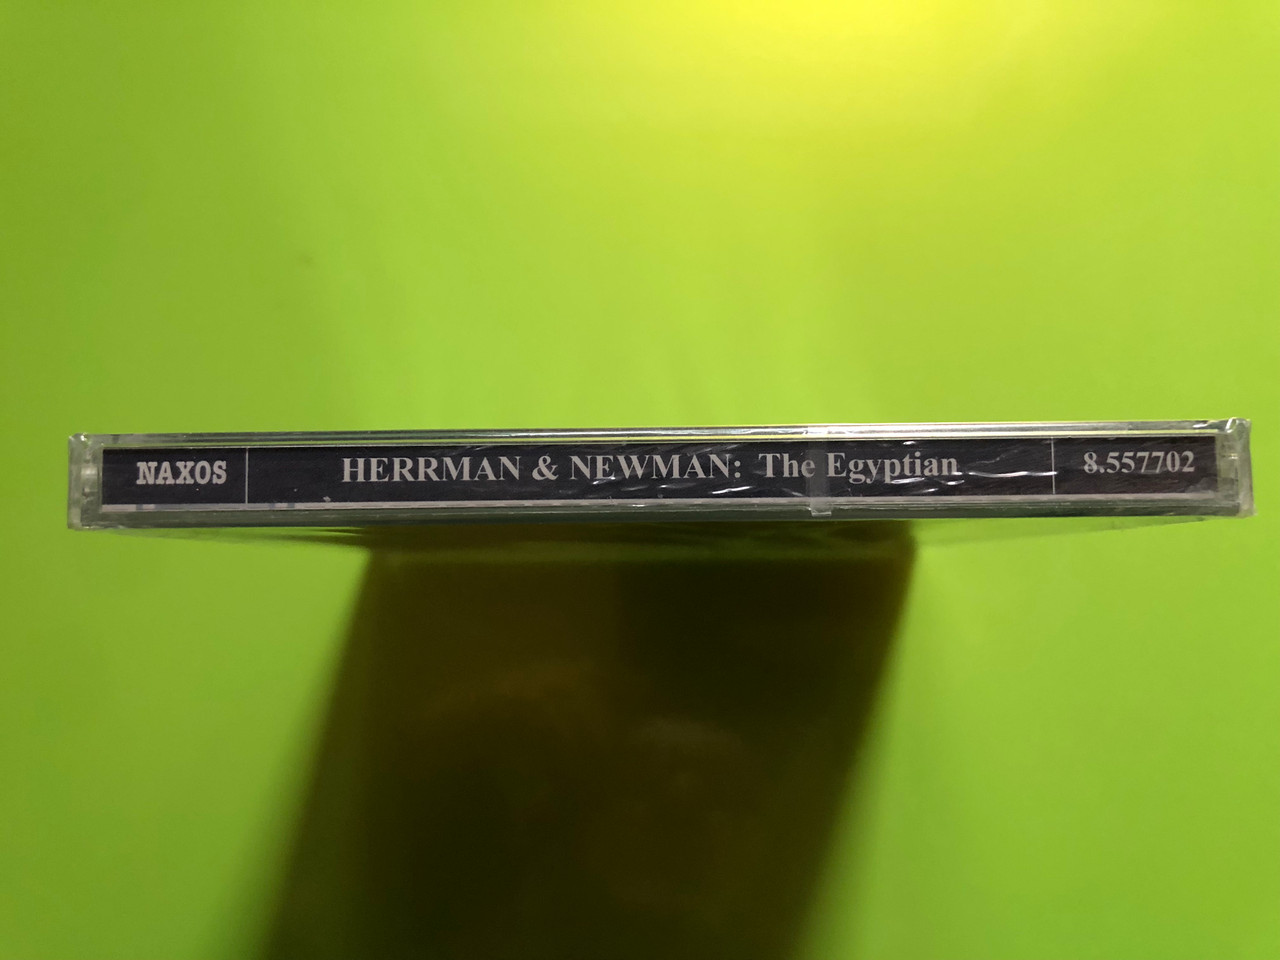 NAXOS HERRMAN & NEWMAN: The Egyptian 8.557702